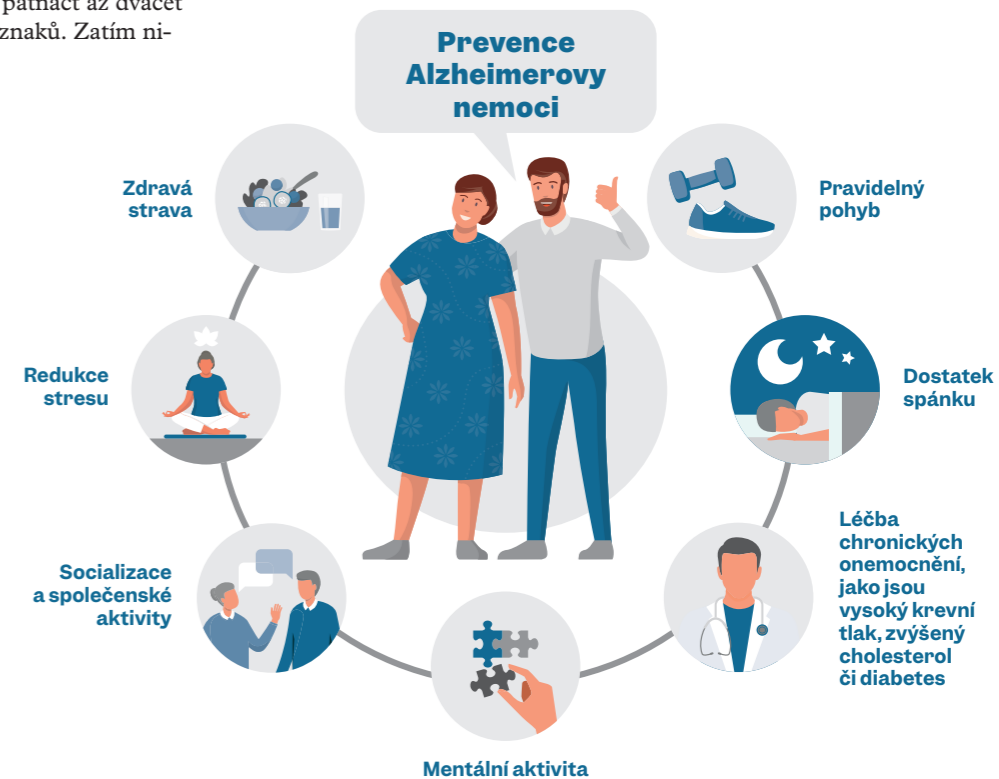 patnáct až dvacet
znaků. Zatím ni-
Prevence
Alzheimerovy
nemoci
Zdravá
strava
Pravidelný
pohyb
Redukce
stresu
Dostatek
spánku
Socializace
a společenské
aktivity
Léčba
chronických
onemocnění,
jako jsou
vysoký krevní
tlak, zvýšený
cholesterol
či diabetes
Mentální aktivita